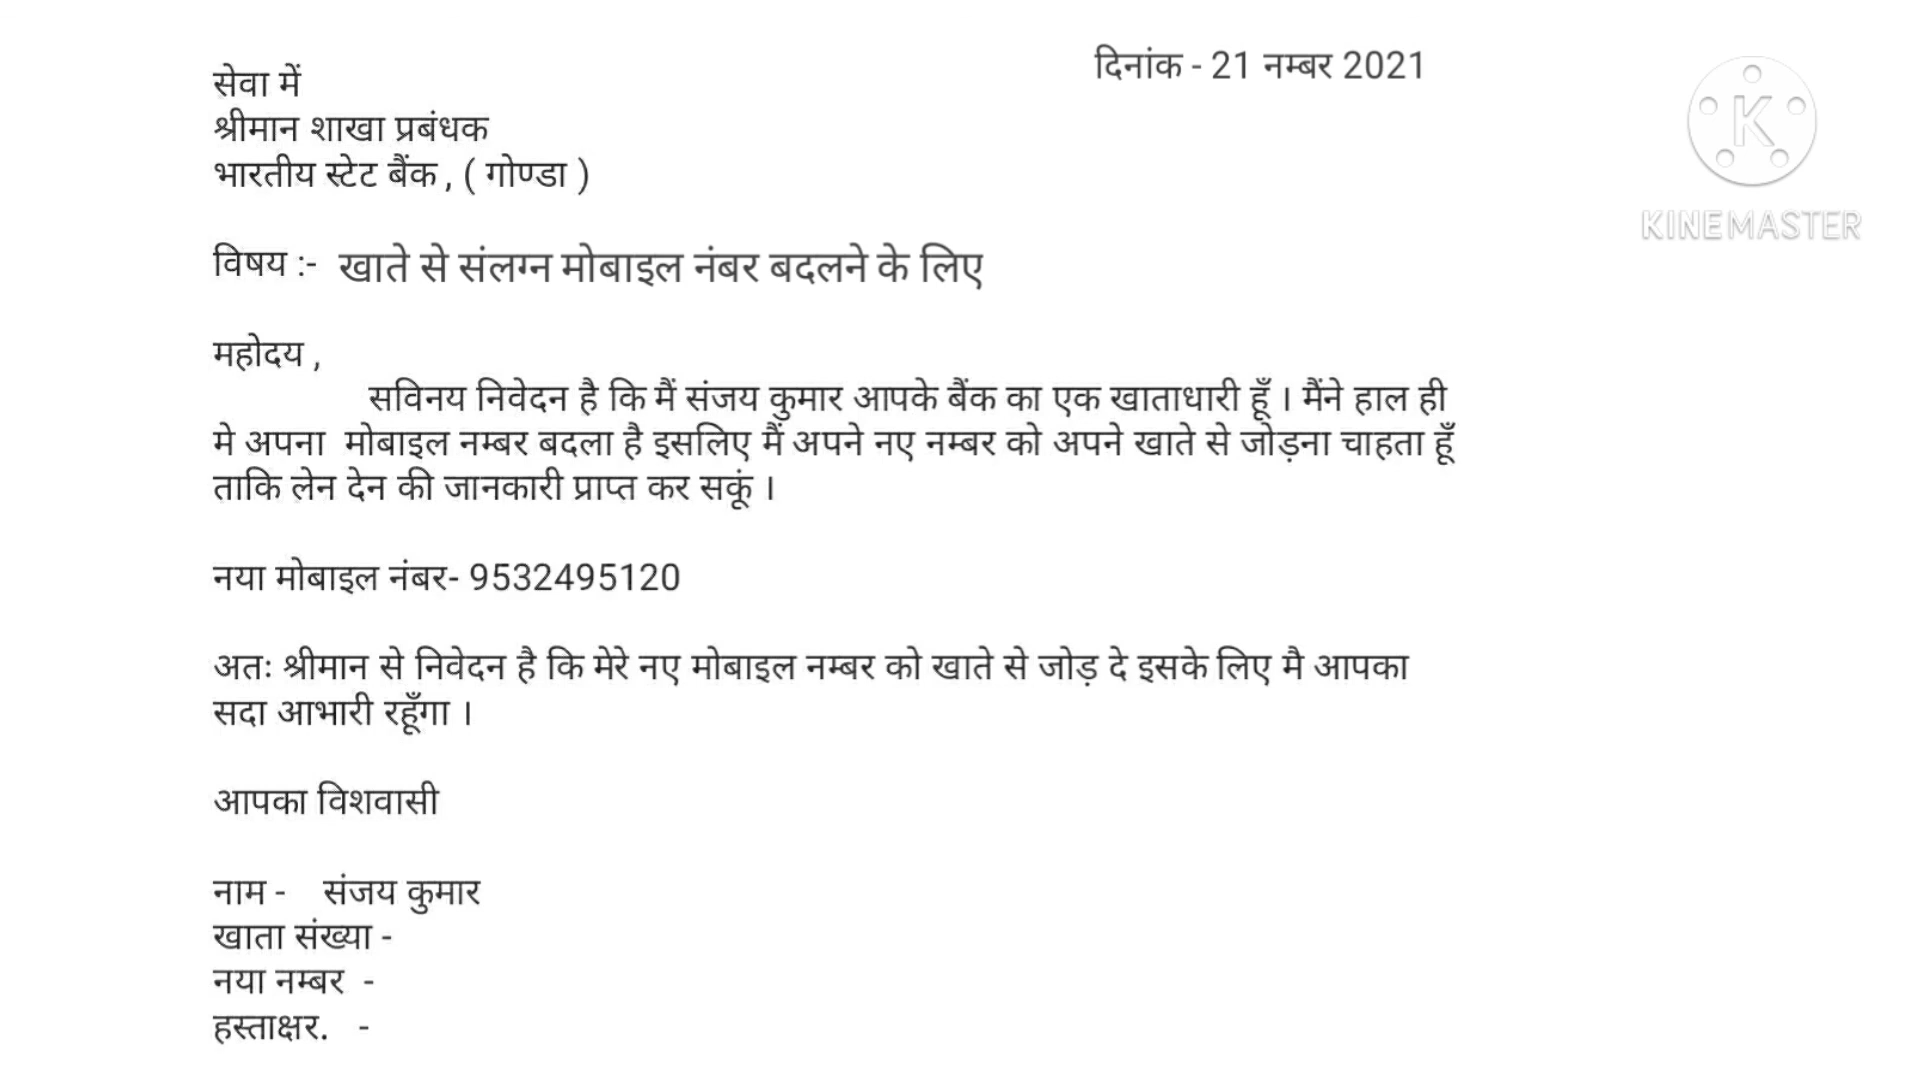 दिनांक - 21 नम्बर 2021
सेवा में
श्रीमान शाखा प्रबंधक
भारतीय स्टेट बैंक , ( गोण्डा )
विषय :- खाते से संलग्न मोबाइल नंबर बदलने के लिए
महोदय ,
सविनय निवेदन है कि मैं संजय कुमार आपके बैंक का एक खाताधारी हूँ । मैंने हाल ही
मे अपना मोबाइल नम्बर बदला है इसलिए मैं अपने नए नम्बर को अपने खाते से जोड़ना चाहता हूँ
ताकि लेन देन की जानकारी प्राप्त कर सकूं ।
नया मोबाइल नंबर- 9532495120
अतः श्रीमान से निवेदन है कि मेरे नए मोबाइल नम्बर को खाते से जोड़ दे इसके लिए मै आपका
सदा आभारी रहूँगा ।
आपका विशवासी
नाम - संजय कुमार
खाता संख्या -
नया नम्बर -
हस्ताक्षर. -
K
KINEMASTER